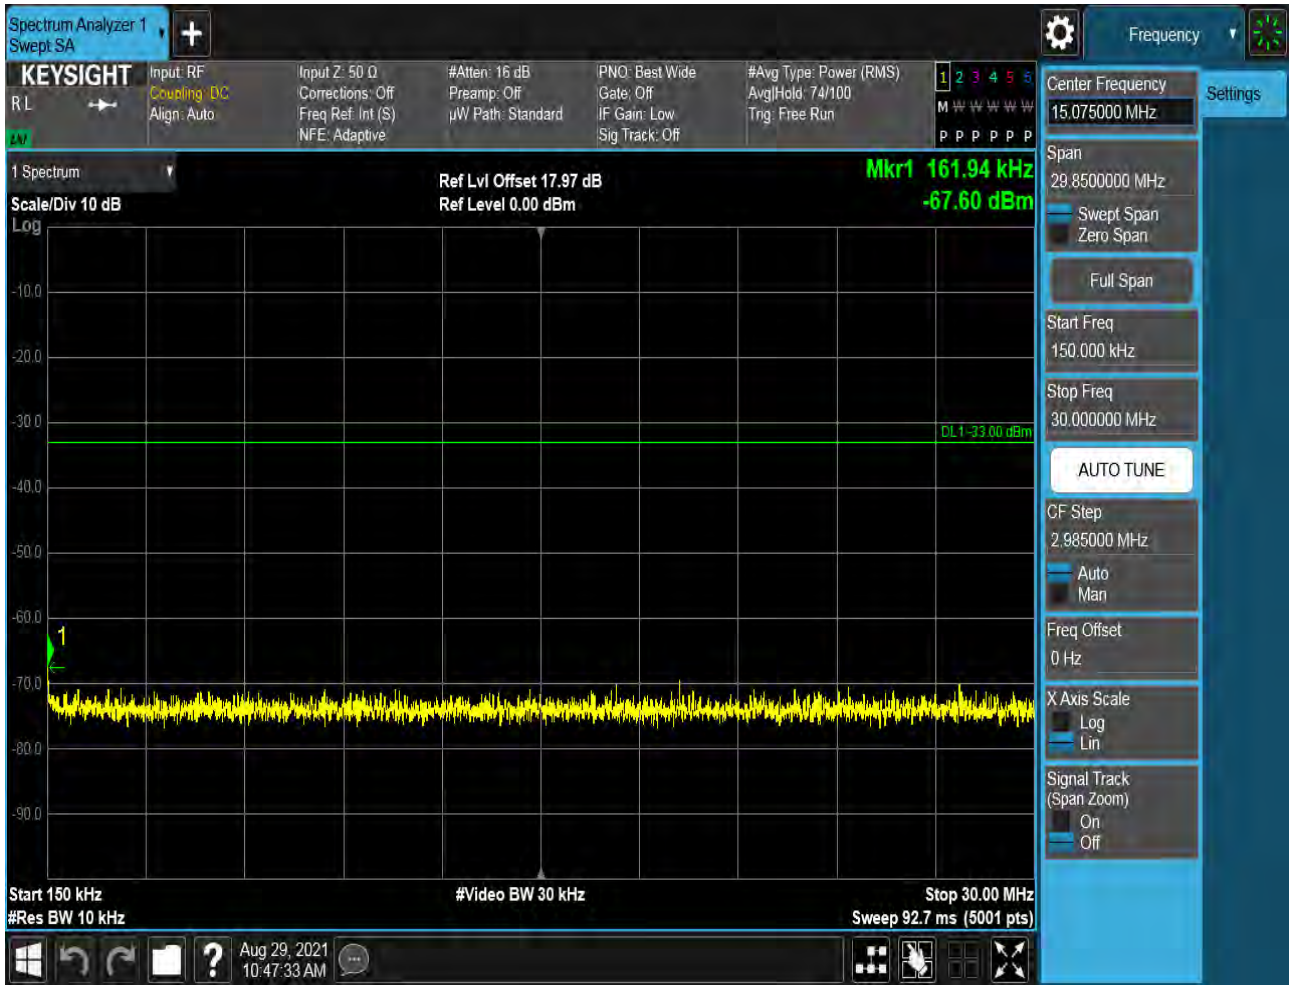 Spectrum Analyzer 1
Swept SA
Frequency
KEYSIGHT
R L
LXI
Input: RF
Coupling: DC
Align: Auto
Input Z: 50 Ω
Corrections: Off
Freq Ref: Int (S)
NFE: Adaptive
#Atten: 16 dB
Preamp: Off
µW Path: Standard
PNO: Best Wide
Gate: Off
IF Gain: Low
Sig Track: Off
#Avg Type: Power (RMS)
Avg|Hold: 74/100
Trig: Free Run
1 2 3 4 5 6
M W W W W W
P P P P P P
1 Spectrum
Scale/Div 10 dB
Log
Ref Lvl Offset 17.97 dB
Ref Level 0.00 dBm
Mkr1 161.94 kHz
-67.60 dBm
-10.0
-20.0
-30.0
DL1 -33.00 dBm
-40.0
-50.0
-60.0
1
-70.0
-80.0
-90.0
Start 150 kHz
#Res BW 10 kHz
#Video BW 30 kHz
Stop 30.00 MHz
Sweep 92.7 ms (5001 pts)
Center Frequency
15.075000 MHz
Settings
Span
29.8500000 MHz
Swept Span
Zero Span
Full Span
Start Freq
150.000 kHz
Stop Freq
30.000000 MHz
AUTO TUNE
CF Step
2.985000 MHz
Auto
Man
Freq Offset
0 Hz
X Axis Scale
Log
Lin
Signal Track
(Span Zoom)
On
Off
?
Aug 29, 2021
10:47:33 AM